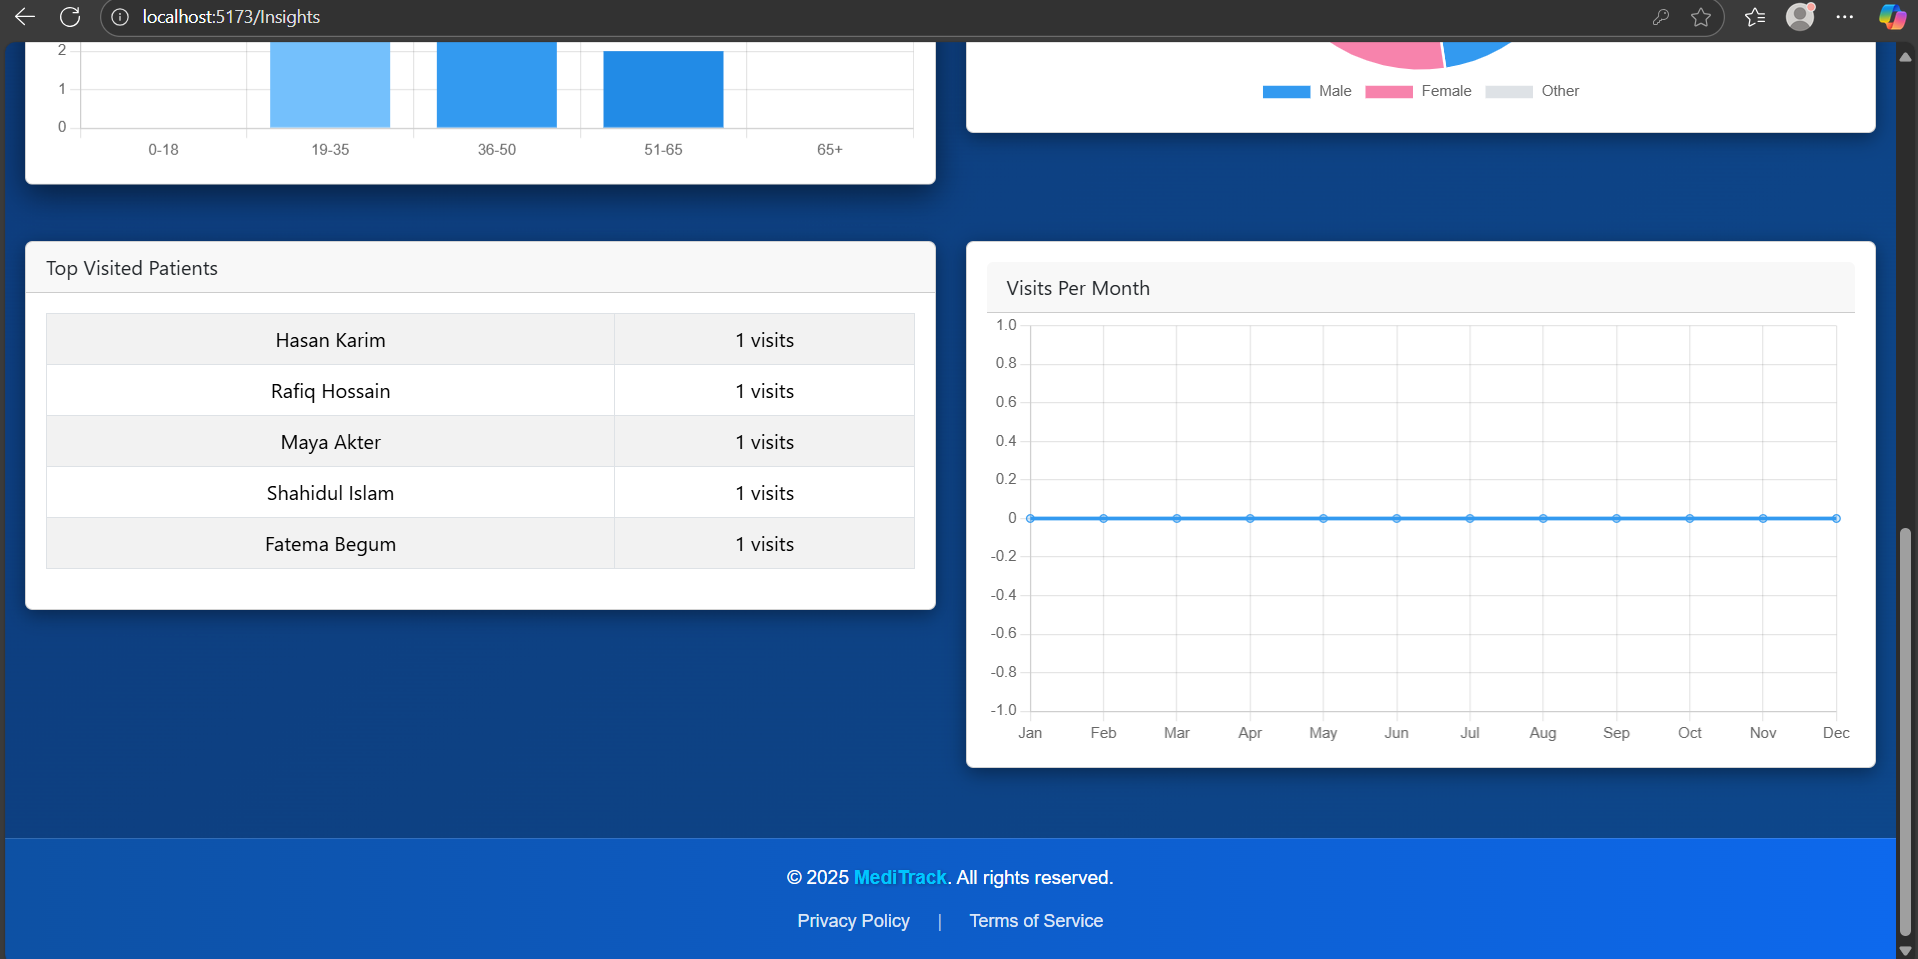 localhost:5173/Insights
2
1
0
0-18 19-35 36-50 51-65 65+
Male Female Other
Top Visited Patients
Hasan Karim 1 visits
Rafiq Hossain 1 visits
Maya Akter 1 visits
Shahidul Islam 1 visits
Fatema Begum 1 visits
Visits Per Month
1.0
0.8
0.6
0.4
0.2
0
-0.2
-0.4
-0.6
-0.8
-1.0
Jan Feb Mar Apr May Jun Jul Aug Sep Oct Nov Dec
© 2025 MediTrack. All rights reserved.
Privacy Policy | Terms of Service